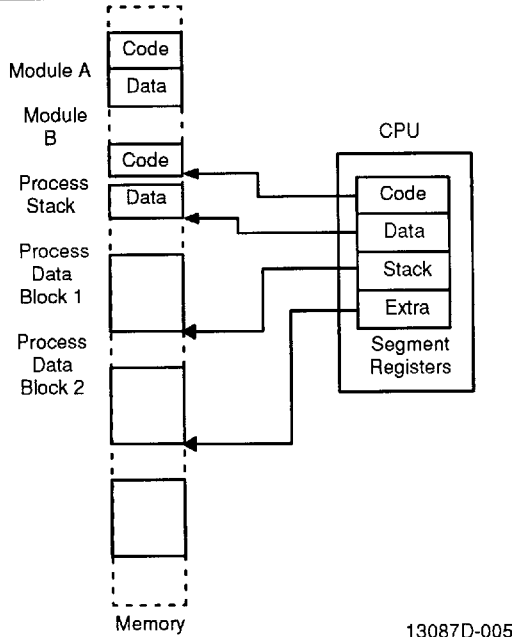 Module A
Code
Data
Module
B
Code
Data
Process
Stack
Process
Data
Block 1
Process
Data
Block 2
Memory
CPU
Code
Data
Stack
Extra
Segment
Registers
13087D-005